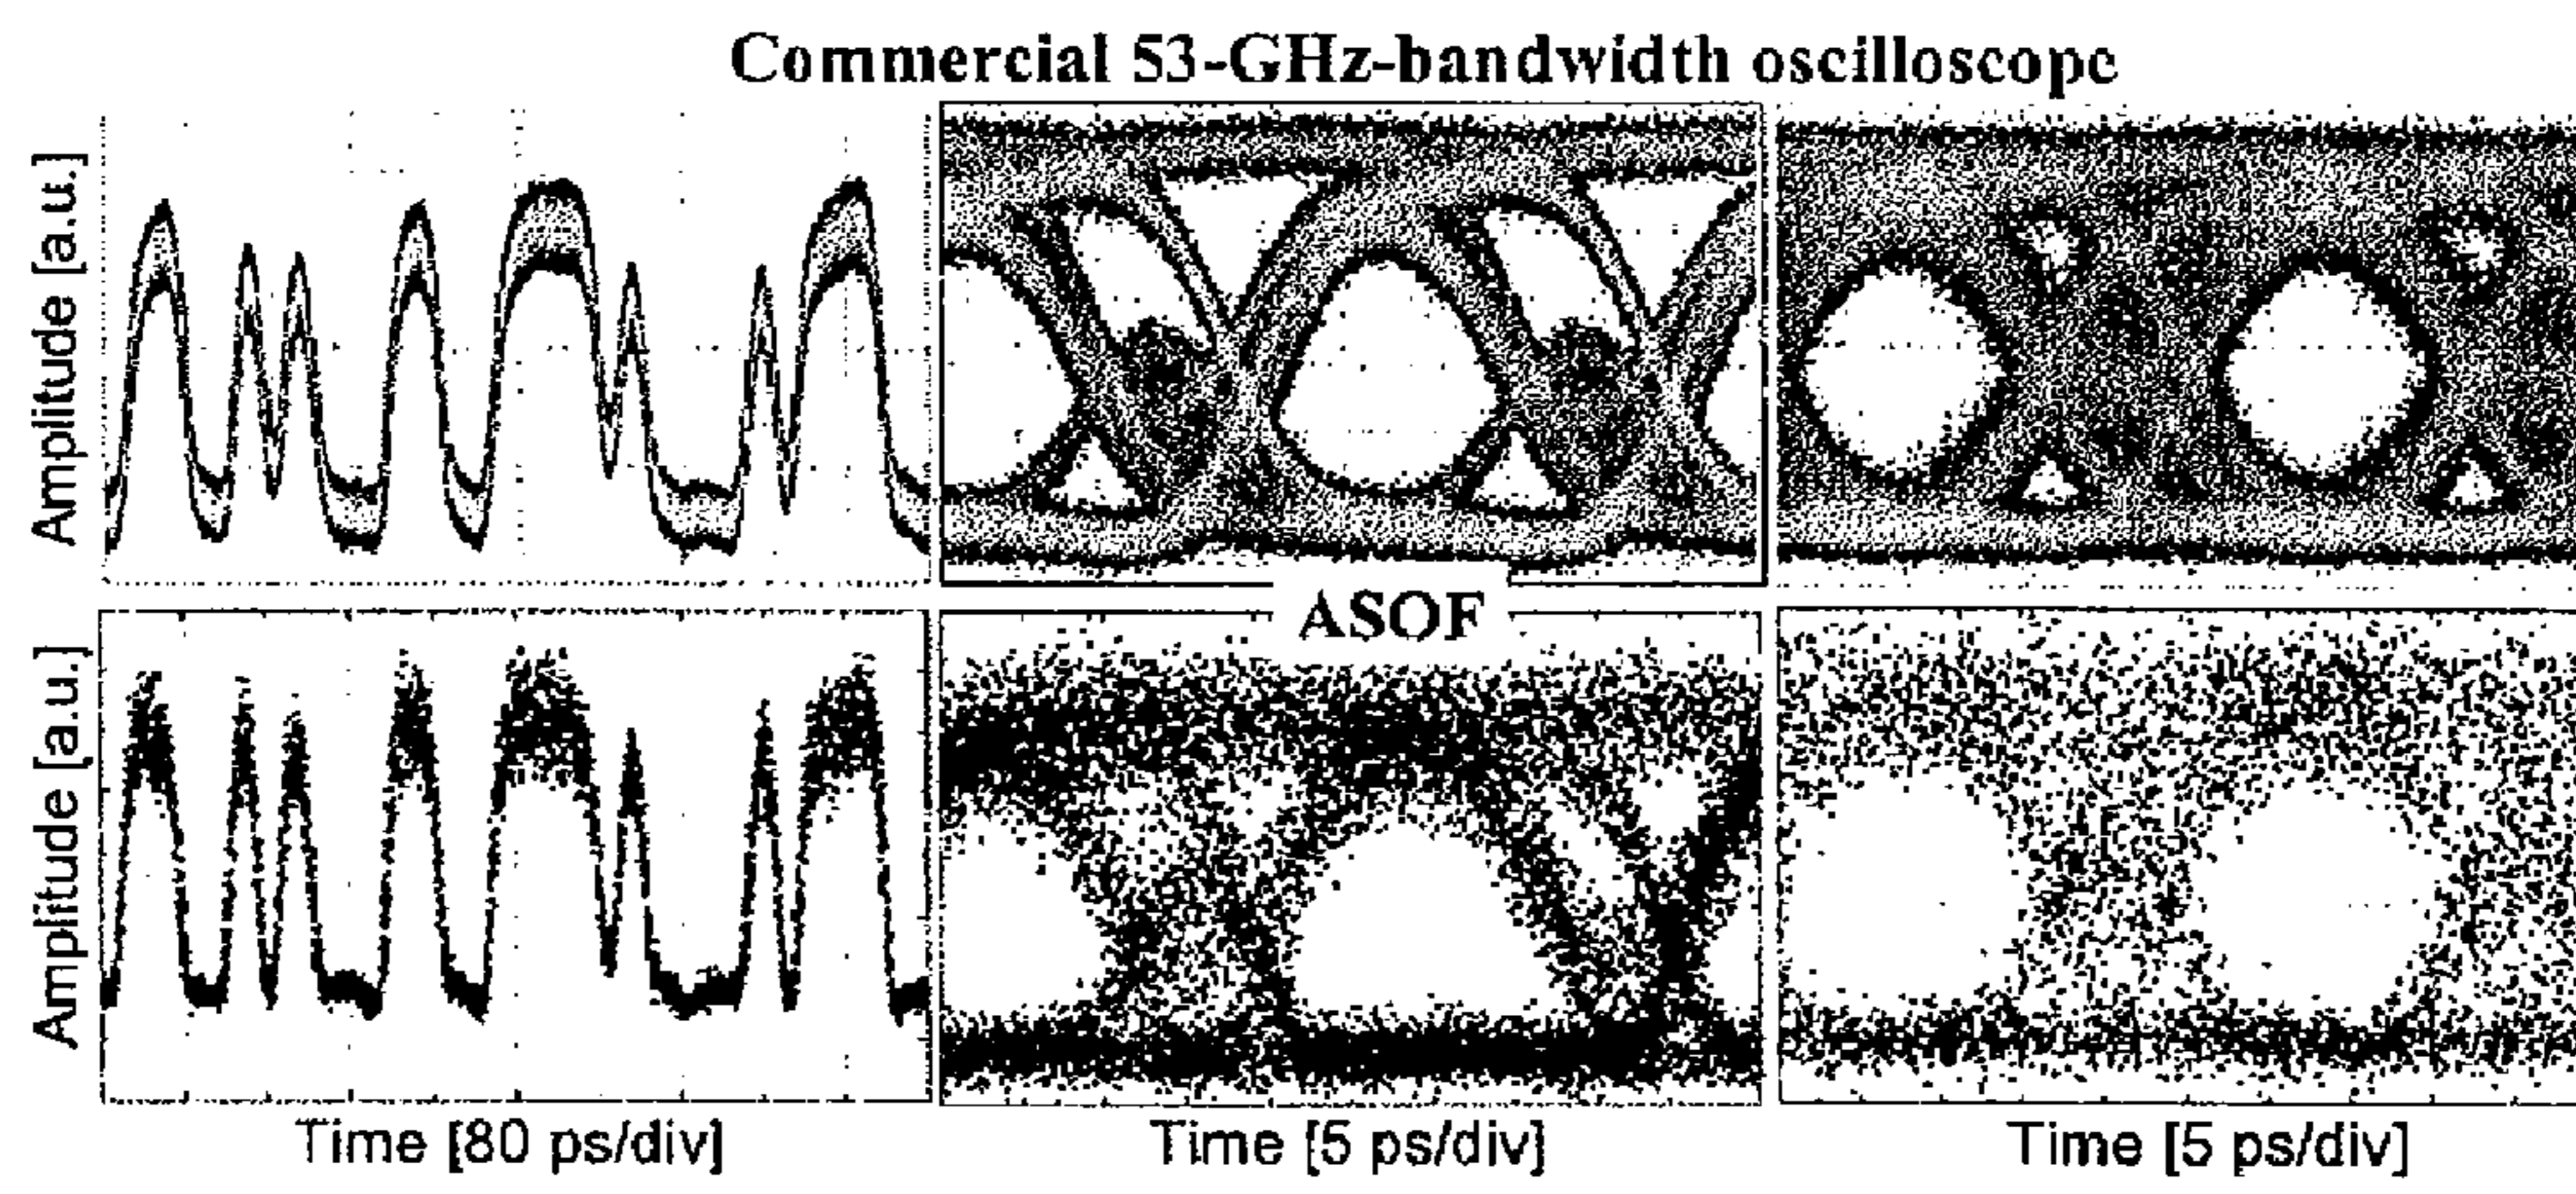 Commercial 53-GHz-bandwidth oscilloscope
Amplitude [a.u.]
ASOF
Amplitude [a.u.]
Time [80 ps/div]
Time [5 ps/div]
Time [5 ps/div]